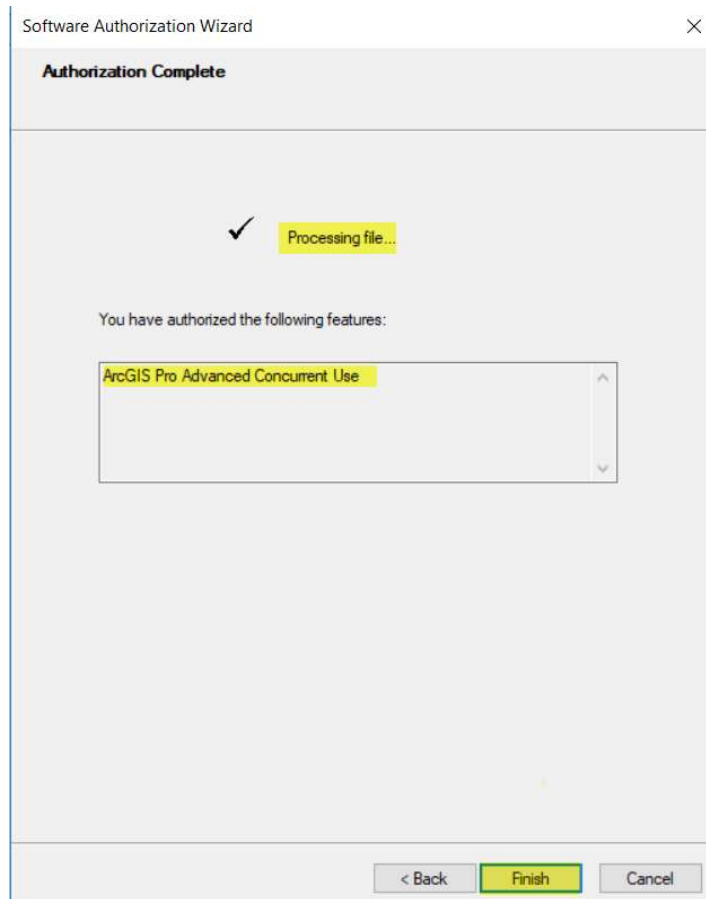 Software Authorization Wizard
Authorization Complete
Processing file...
You have authorized the following features:
ArcGIS Pro Advanced Concurrent Use
< Back Finish Cancel